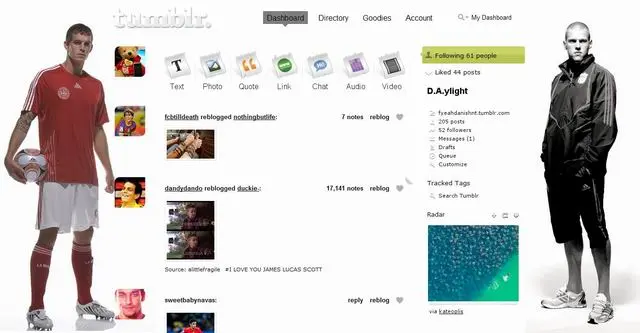 tumblr.
Dashboard Directory Goodies Account My Dashboard
Text Photo Quote Link Chat Audio Video
Following 61 people
Liked 44 posts
D.A.ylight
fyeahdanishnt.tumblr.com
205 posts
52 followers
Messages (1)
Drafts
Queue
Customize
Tracked Tags
Search Tumblr
Radar
via kateoplis
fcbtilldeath reblogged nothingbutlife: 7 notes reblog
dandydando reblogged duckie-: 17,141 notes reblog
Source: alittlefragile #I LOVE YOU JAMES LUCAS SCOTT
sweetbabynavas: reply reblog